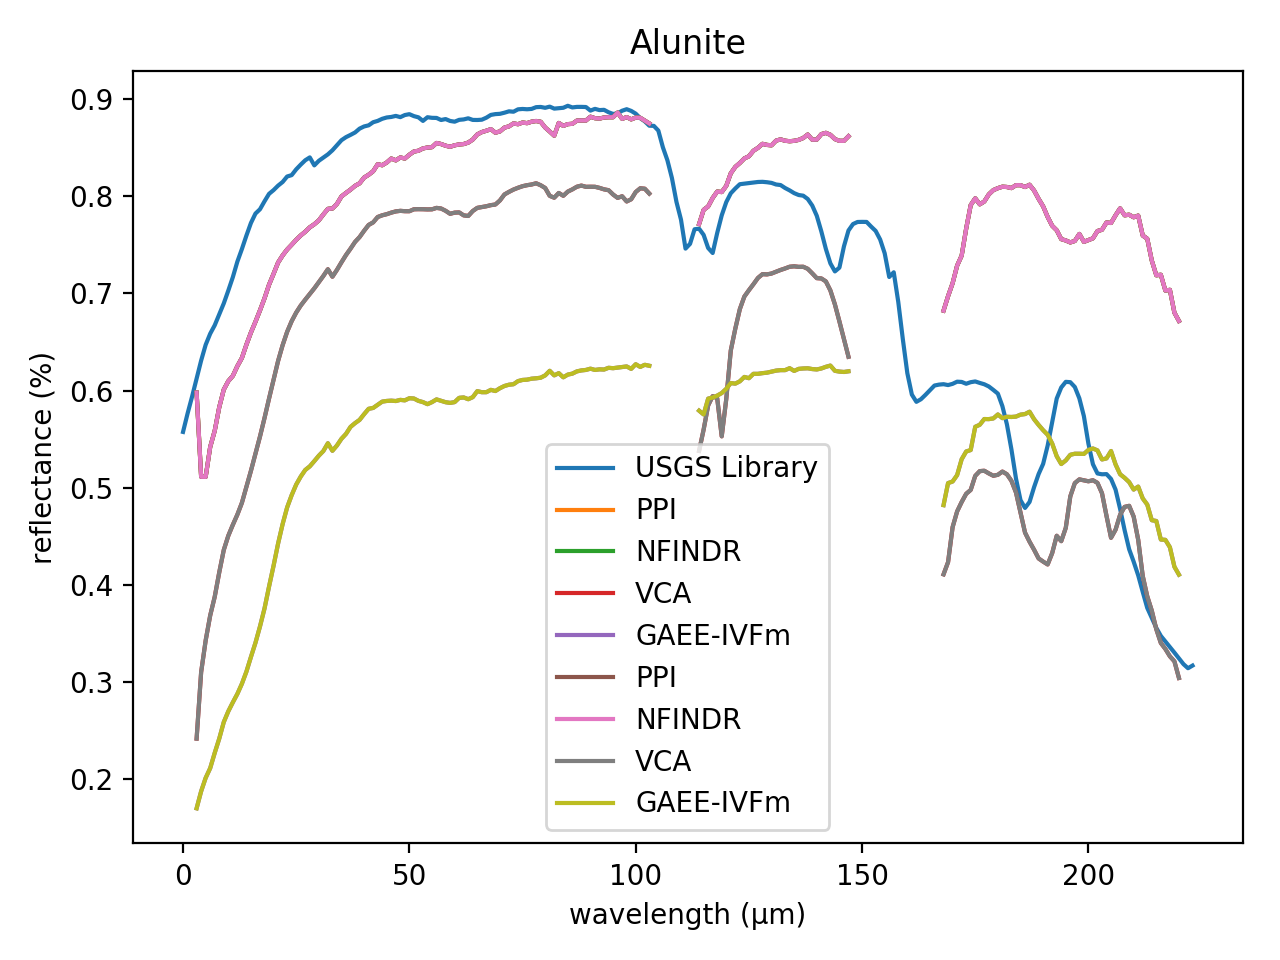 Alunite
reflectance (%)
0.9
0.8
0.7
0.6
0.5
0.4
0.3
0.2
USGS Library
PPI
NFINDR
VCA
GAEE-IVFm
PPI
NFINDR
VCA
GAEE-IVFm
0 50 100 150 200
wavelength (μm)